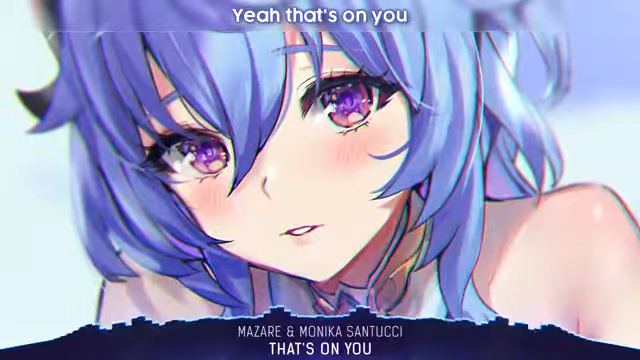 Yeah that's on you
MAZARE & MONIKA SANTUCCI
THAT'S ON YOU